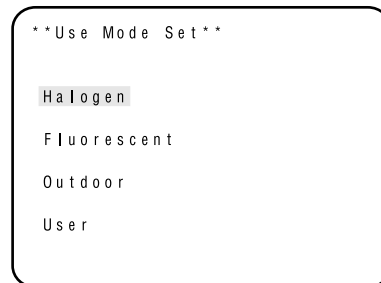 **Use Mode Set**
Halogen
Fluorescent
Outdoor
User